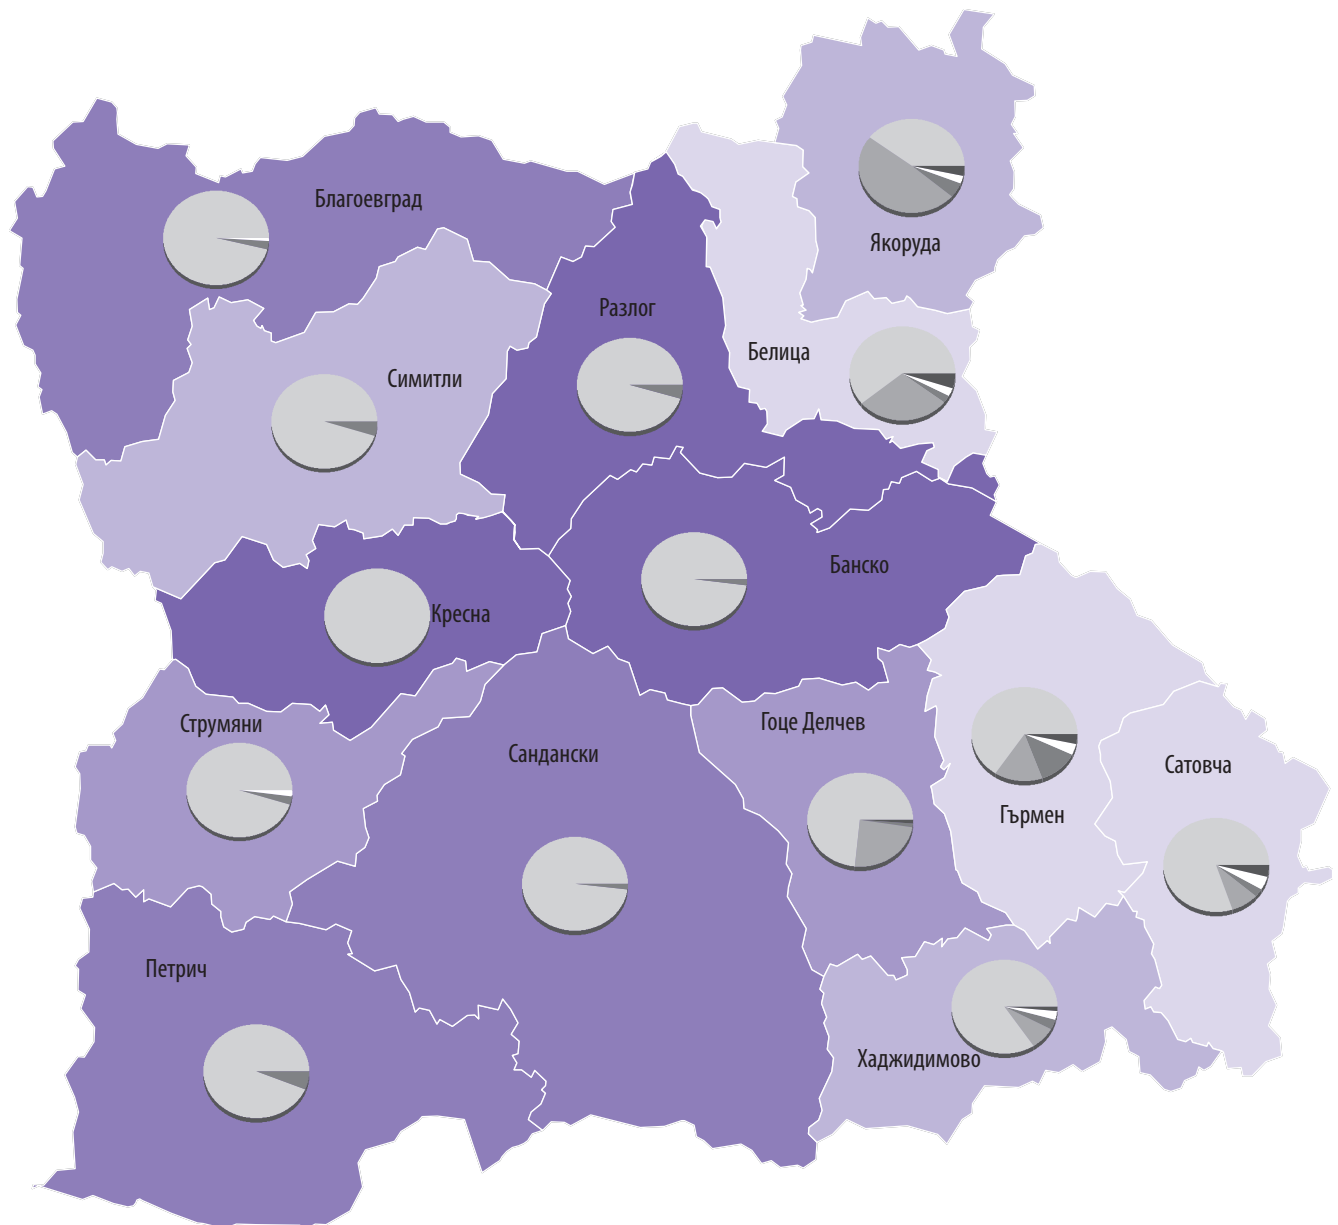 Благоевград
Якоруда
Разлог
Белица
Симитли
Банско
Кресна
Струмяни
Гоце Делчев
Сандански
Сатовча
Гърмен
Петрич
Хаджидимово